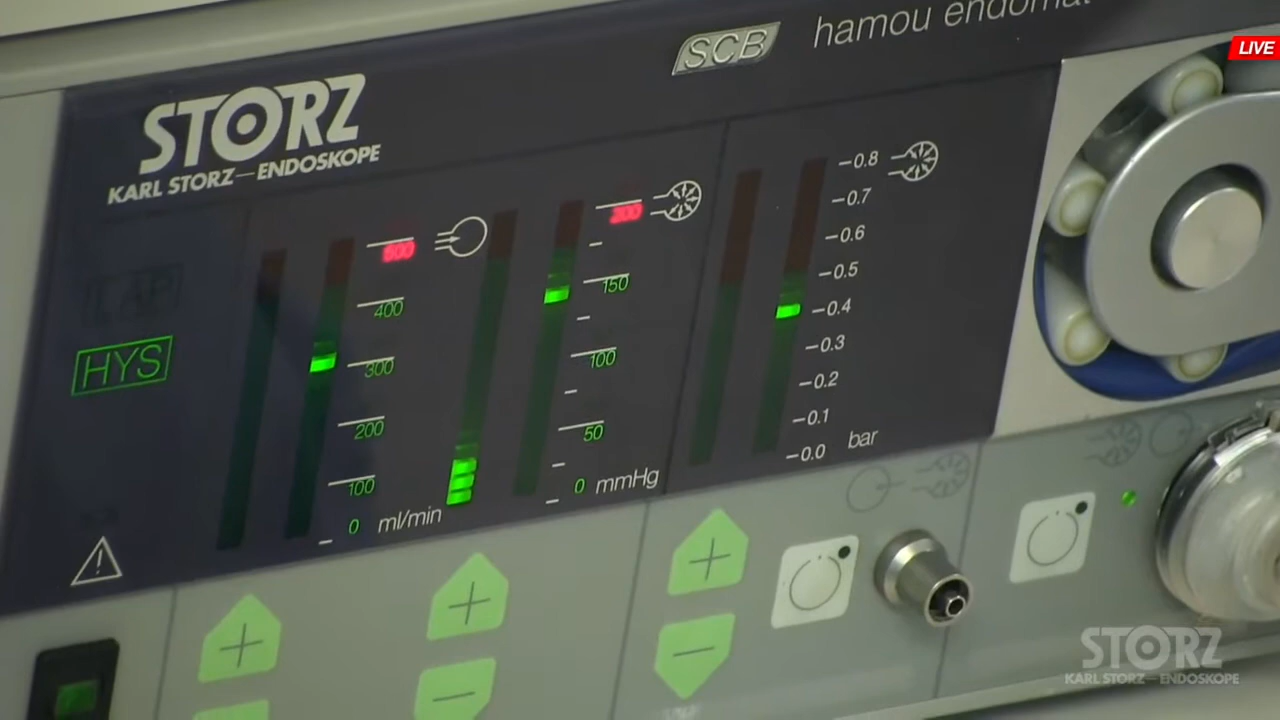 SCB
hamou endomat
LIVE
STORZ
KARL STORZ—ENDOSKOPE
LAP
HYS
500
400
300
200
100
0 ml/min
200
150
100
50
0 mmHg
0.8
0.7
0.6
0.5
0.4
0.3
0.2
0.1
0.0 bar
STORZ
KARL STORZ—ENDOSKOPE